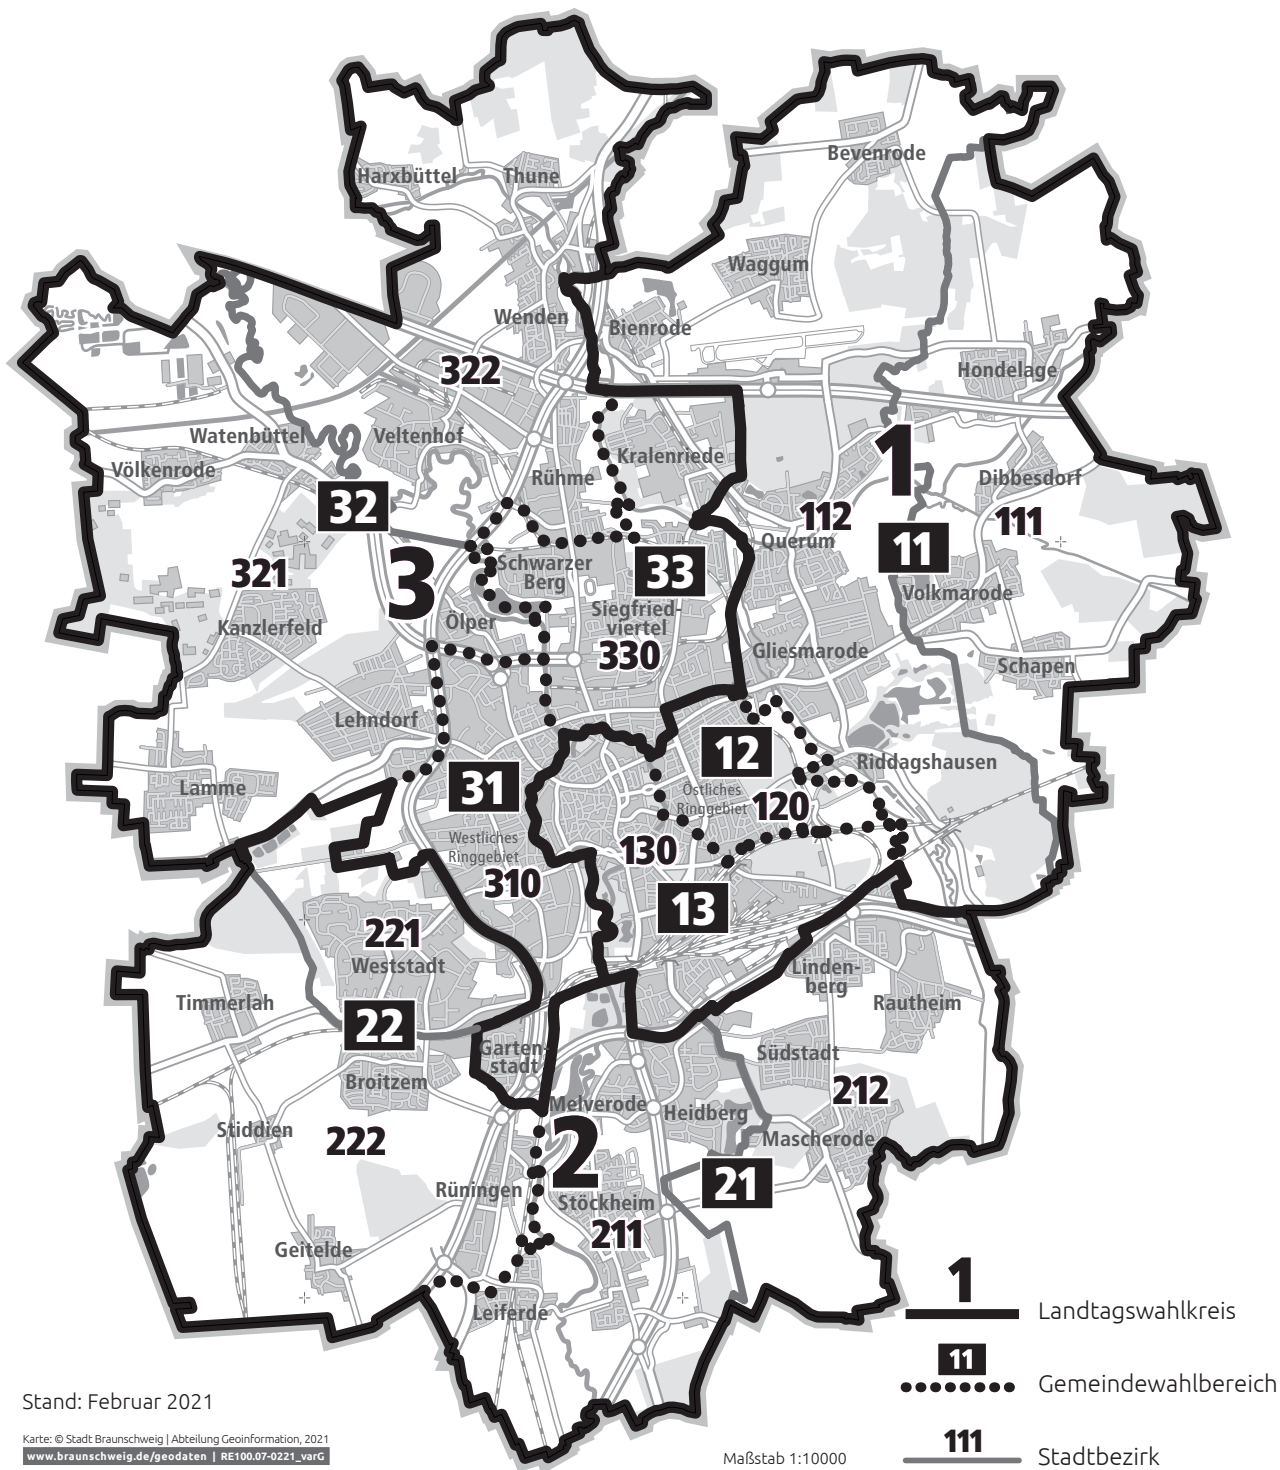 Bevenrode
Harxbüttel
Thune
Waggum
Wenden
Bienrode
322
Hondelage
Watenbüttel
Veltenhof
Völkenrode
Rühme
Kralenriede
1
Dibbesdorf
32
112
111
Querum
11
321
3
Schwarzer
Berg
33
Volkmarode
Kanzlerfeld
Ölper
Siegfried-
viertel
330
Gliesmarode
Schapen
Lehndorf
12
Riddagshausen
Lamme
31
Östliches
Ringgebiet
120
Westliches
Ringgebiet
130
310
13
221
Weststadt
Linden-
berg
Timmerlah
Rautheim
22
Garten-
stadt
Südstadt
Broitzem
212
Melverode
Heidberg
Stiddien
222
2
Mascherode
Rüningen
21
Stöckheim
211
Geitelde
Leiferde
1
Landtagswahlkreis
11
Gemeindewahlbereich
111
Stadtbezirk
Stand: Februar 2021
Karte: © Stadt Braunschweig | Abteilung Geoinformation, 2021
www.braunschweig.de/geodaten | RE100.07-0221_varG
Maßstab 1:10000